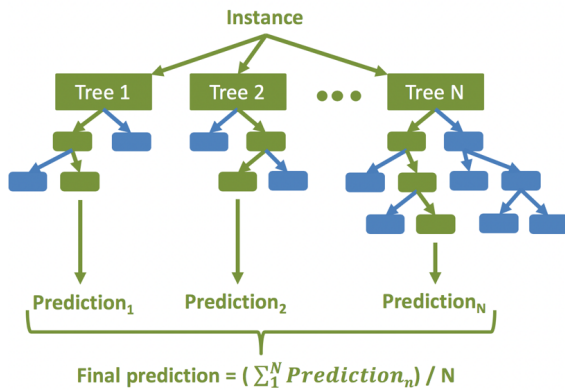 Instance
Tree 1 Tree 2 Tree N
Prediction₁ Prediction₂ Predictionₙ
Final prediction = ( ∑₁ᴺ Predictionₙ) / N